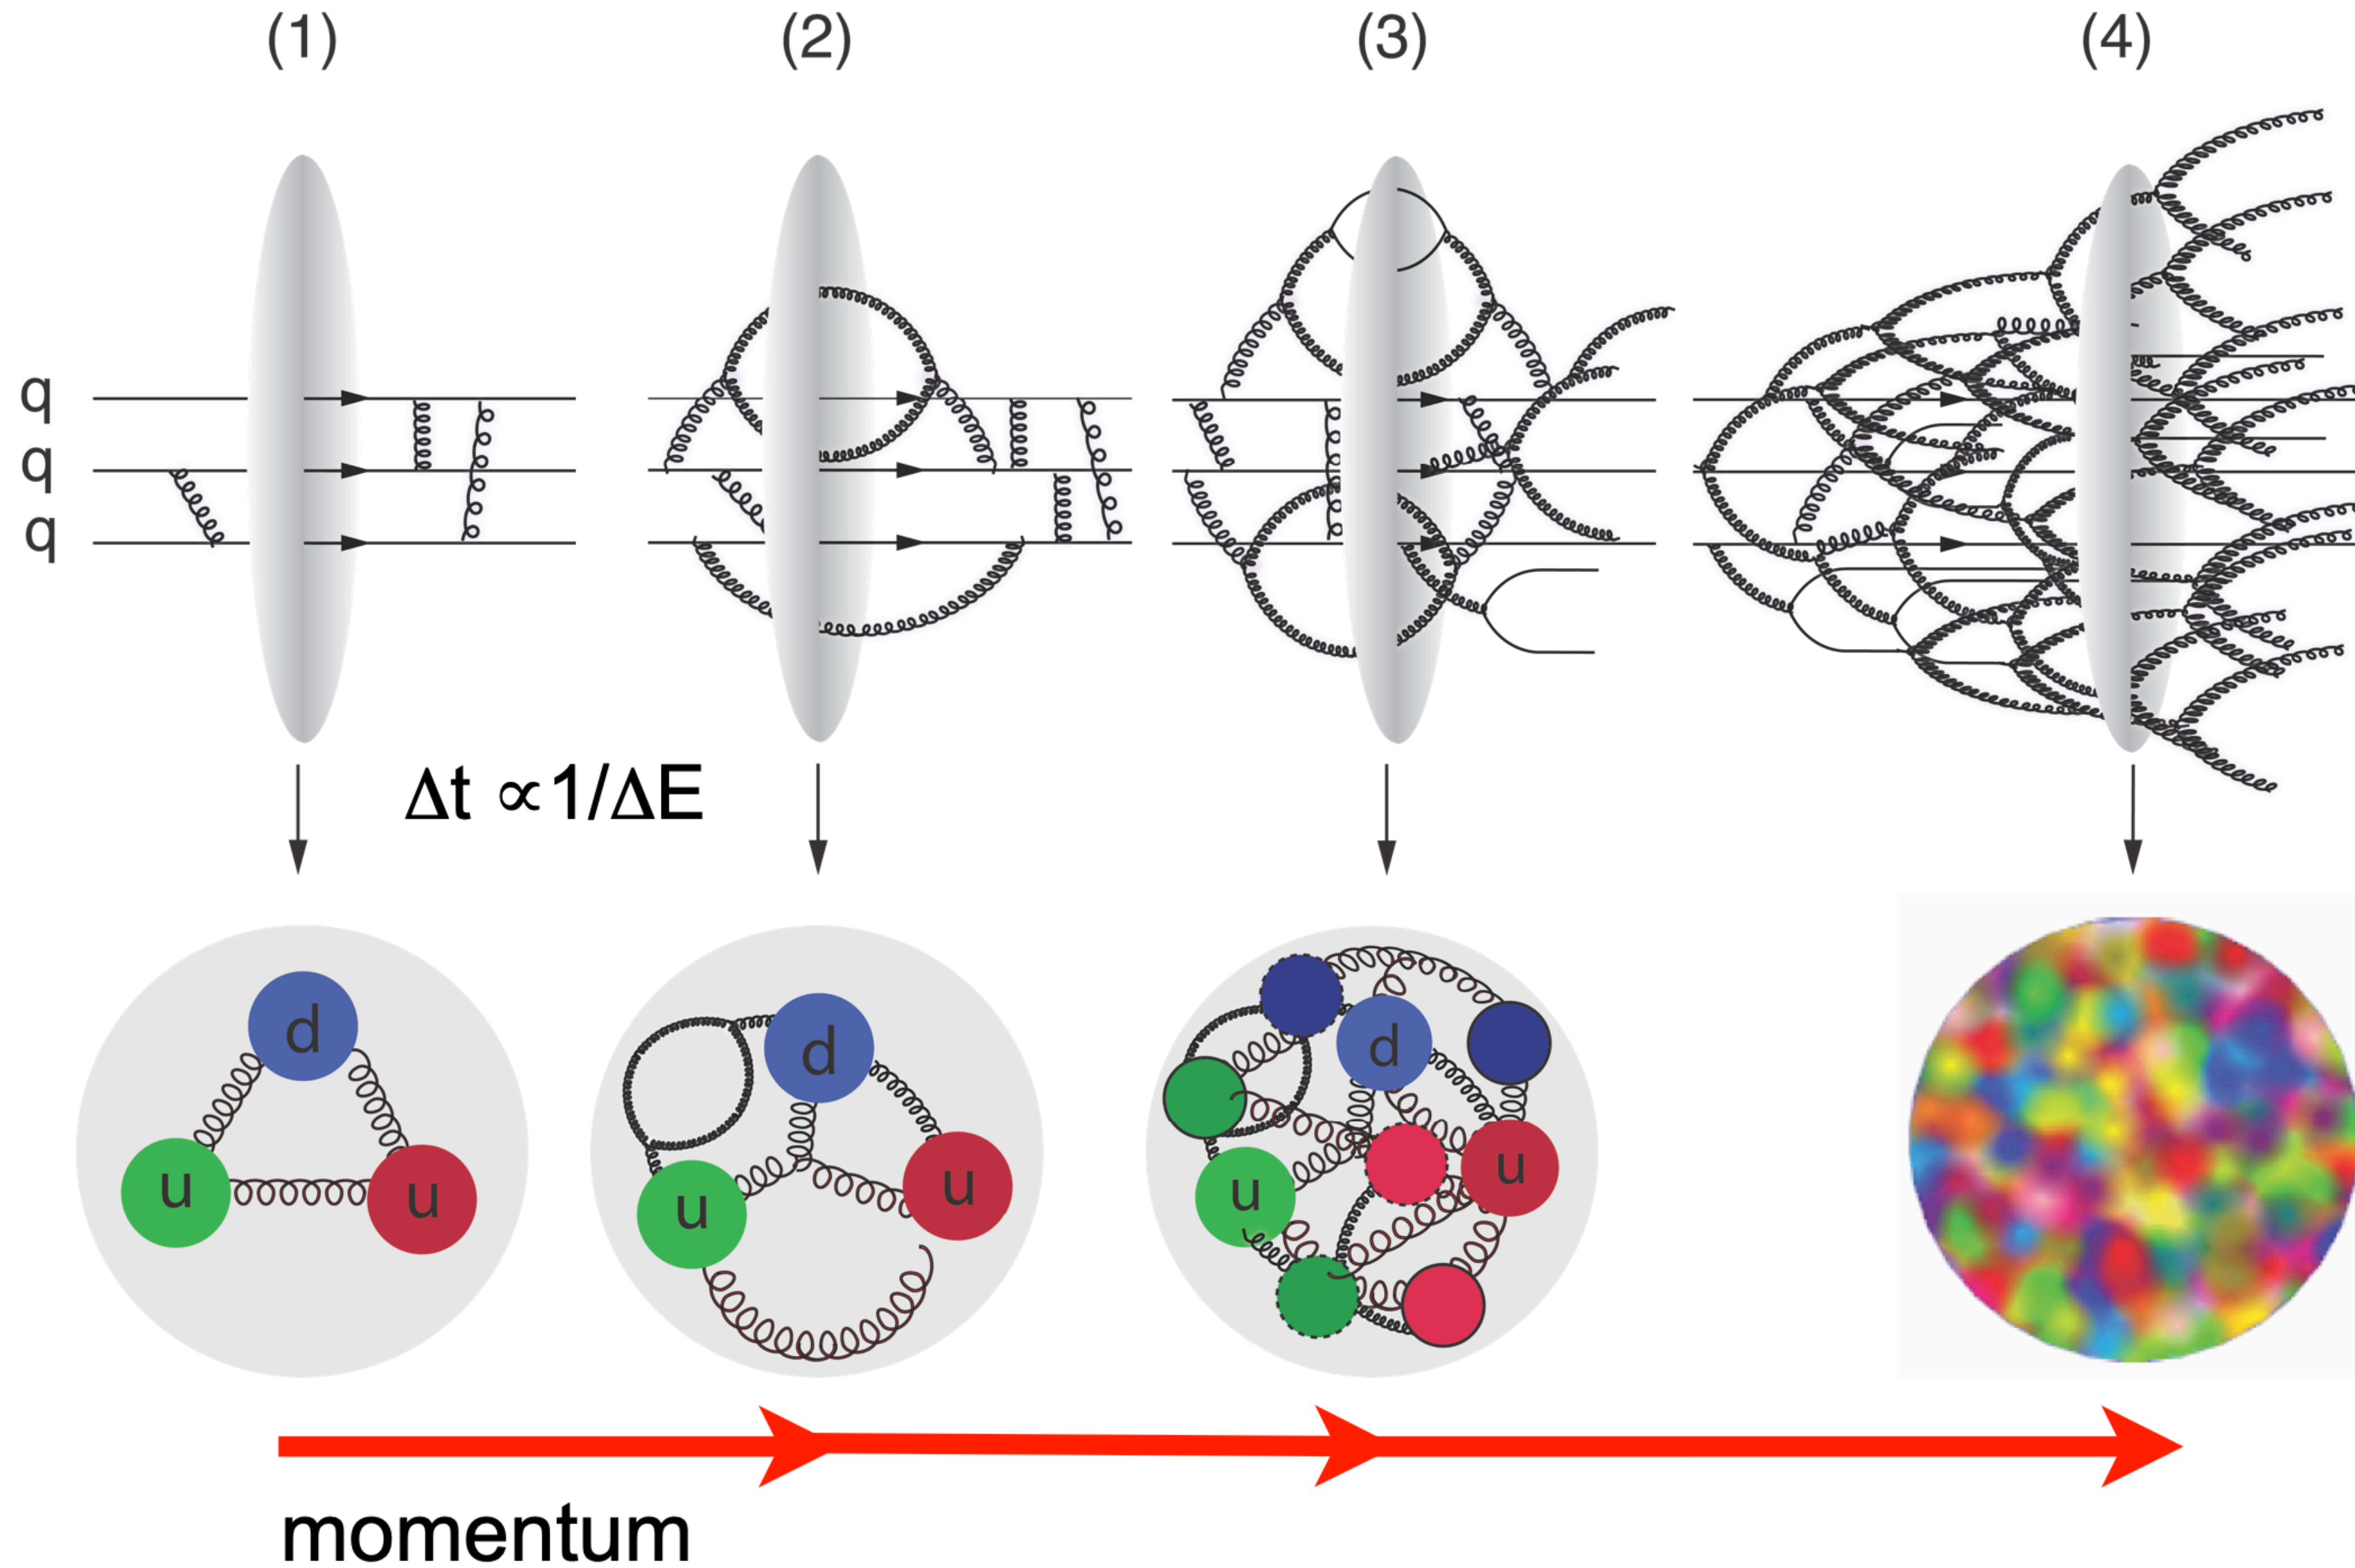 (1) (2) (3) (4)
q
q
q
Δt ∝1/ΔE
d
u u
d
u u
d
u u
momentum